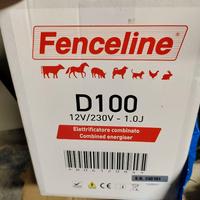 Fenceline®
D100
12V/230V - 1.0J
Elettrificatore combinato
Combined energiser